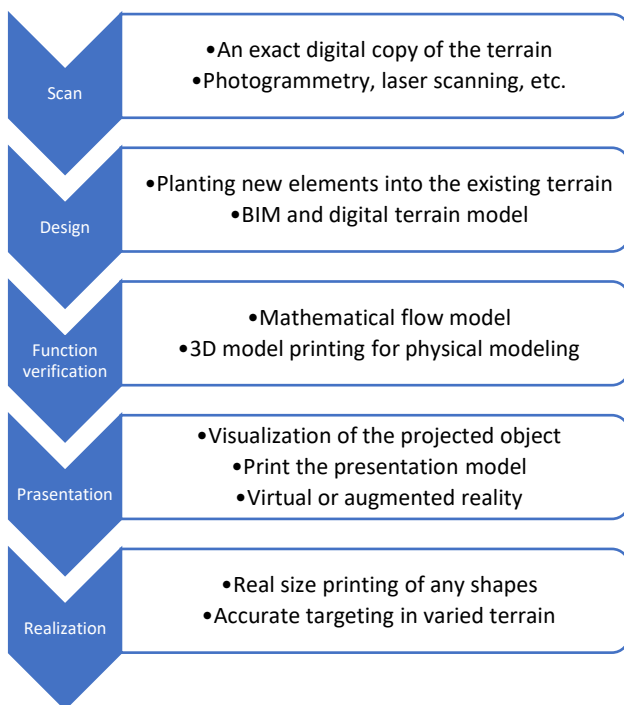 Scan
•An exact digital copy of the terrain
•Photogrammetry, laser scanning, etc.
Design
•Planting new elements into the existing terrain
•BIM and digital terrain model
Function
verification
•Mathematical flow model
•3D model printing for physical modeling
Prasentation
•Visualization of the projected object
•Print the presentation model
•Virtual or augmented reality
Realization
•Real size printing of any shapes
•Accurate targeting in varied terrain